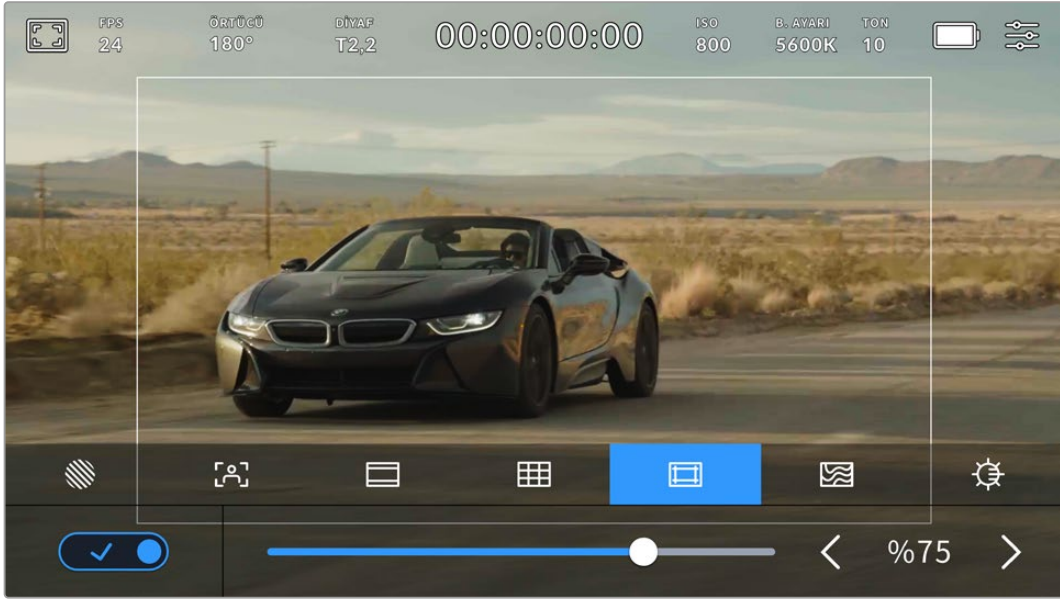 FPS
24
ÖRTÜCÜ
180°
DİYAF
T2,2
00:00:00:00
ISO
800
B. AYARI
5600K
TON
10
%75